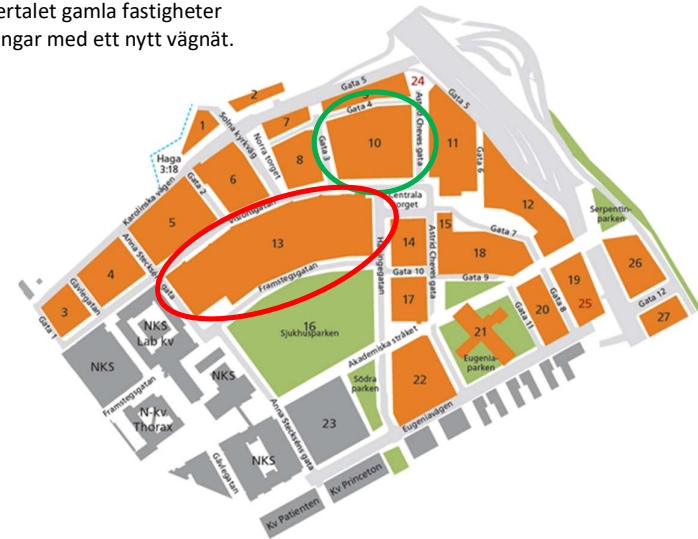 ertalet gamla fastigheter
ngar med ett nytt vägnät.
Gata 5
24
2
Gata 4
Astrid Cheves gata
Gata 5
1
Solna kyrkväg
7
Norra torget
8
Gata 3
10
11
Gata 6
Haga
3:18
Karolinska vägen
Gata 2
6
Visionsgatan
Centrala
torget
12
Serpentin-
parken
5
13
14
15
Astrid Cheves gata
18
Gata 7
Anna Steckséns gata
Hälsingegatan
Framstegsgatan
Gata 10
Gata 9
26
19
4
Gävlegatan
3
Gata 1
NKS
Lab kv
16
Sjukhusparken
17
20
Gata 8
25
Gata 12
27
Gata 11
21
Eugenia-
parken
Akademiska stråket
NKS
NKS
Södra
parken
22
Framstegsgatan
N-kv
Thorax
23
Anna Steckséns gata
Eugeniavägen
NKS
Gävlegatan
Kv Princeton
Kv Patienten